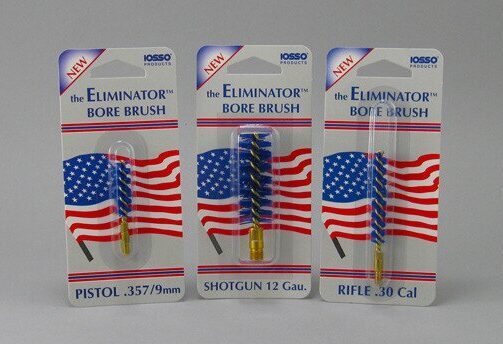 NEW
IOSSO
PRODUCTS
the ELIMINATOR™
BORE BRUSH
PISTOL .357/9mm
NEW
IOSSO
PRODUCTS
the ELIMINATOR™
BORE BRUSH
SHOTGUN 12 Gau.
NEW
IOSSO
PRODUCTS
the ELIMINATOR™
BORE BRUSH
RIFLE .30 Cal